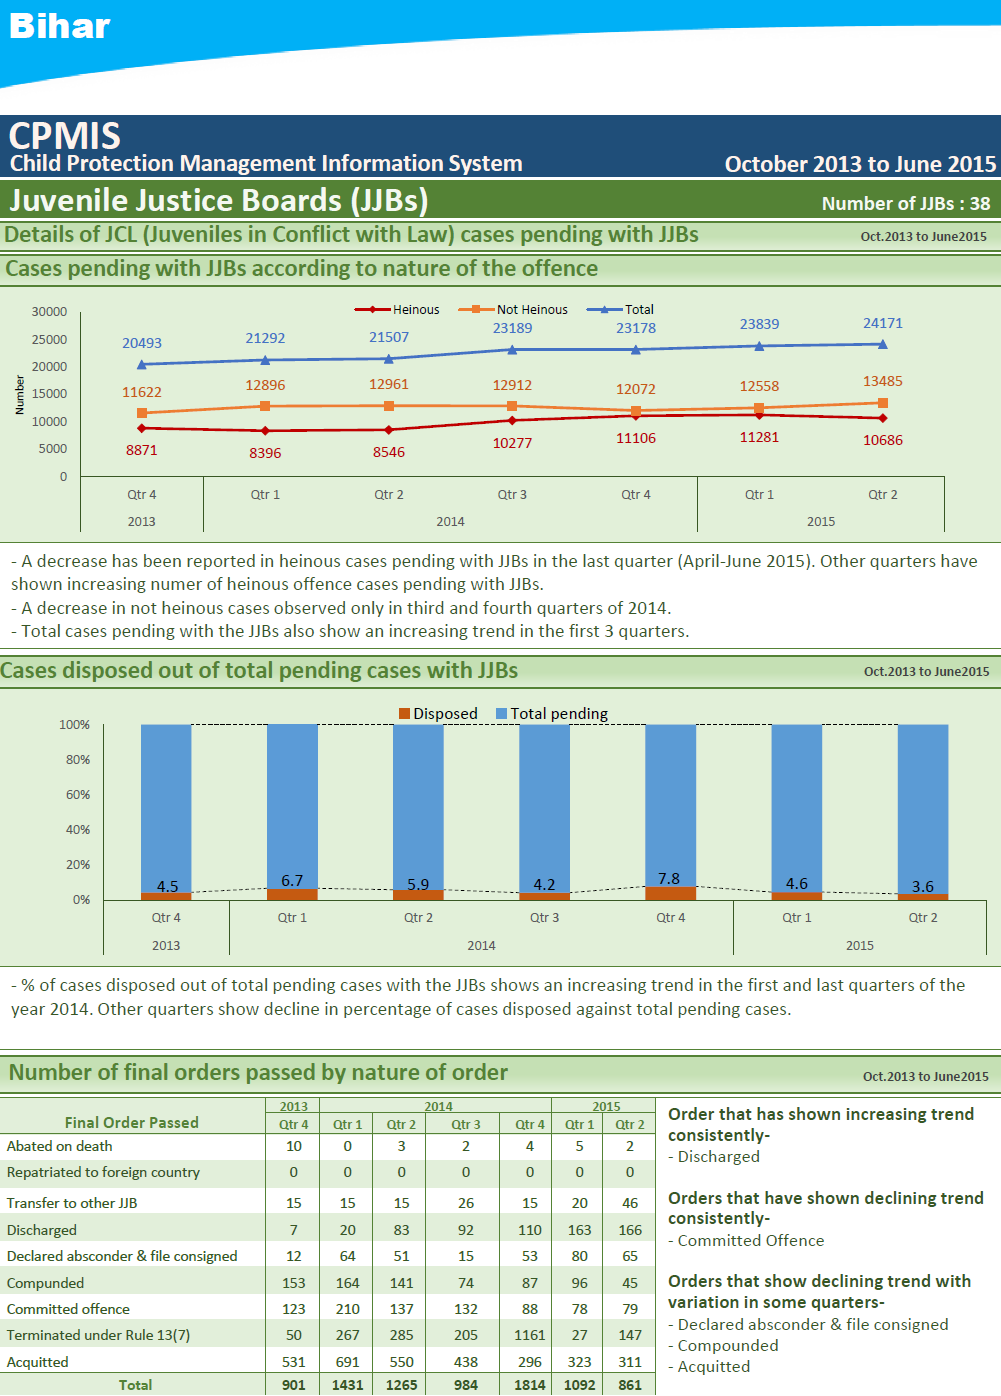 Bihar
CPMIS
Child Protection Management Information System
October 2013 to June 2015
Juvenile Justice Boards (JJBs)
Number of JJBs : 38
Details of JCL (Juveniles in Conflict with Law) cases pending with JJBs
Oct.2013 to June2015
Cases pending with JJBs according to nature of the offence
Heinous Not Heinous Total
30000
25000
20000
15000
10000
5000
0
Number
20493 21292 21507 23189 23178 23839 24171
11622 12896 12961 12912 12072 12558 13485
8871 8396 8546 10277 11106 11281 10686
Qtr 4 Qtr 1 Qtr 2 Qtr 3 Qtr 4 Qtr 1 Qtr 2
2013 2014 2015
- A decrease has been reported in heinous cases pending with JJBs in the last quarter (April-June 2015). Other quarters have
shown increasing numer of heinous offence cases pending with JJBs.
- A decrease in not heinous cases observed only in third and fourth quarters of 2014.
- Total cases pending with the JJBs also show an increasing trend in the first 3 quarters.
Cases disposed out of total pending cases with JJBs
Oct.2013 to June2015
Disposed Total pending
100%
80%
60%
40%
20%
0%
4.5 6.7 5.9 4.2 7.8 4.6 3.6
Qtr 4 Qtr 1 Qtr 2 Qtr 3 Qtr 4 Qtr 1 Qtr 2
2013 2014 2015
- % of cases disposed out of total pending cases with the JJBs shows an increasing trend in the first and last quarters of the
year 2014. Other quarters show decline in percentage of cases disposed against total pending cases.
Number of final orders passed by nature of order
Oct.2013 to June2015
2013 2014 2015
Final Order Passed Qtr 4 Qtr 1 Qtr 2 Qtr 3 Qtr 4 Qtr 1 Qtr 2
Abated on death 10 0 3 2 4 5 2
Repatriated to foreign country 0 0 0 0 0 0 0
Transfer to other JJB 15 15 15 26 15 20 46
Discharged 7 20 83 92 110 163 166
Declared absconder & file consigned 12 64 51 15 53 80 65
Compunded 153 164 141 74 87 96 45
Committed offence 123 210 137 132 88 78 79
Terminated under Rule 13(7) 50 267 285 205 1161 27 147
Acquitted 531 691 550 438 296 323 311
Total 901 1431 1265 984 1814 1092 861
Order that has shown increasing trend
consistently-
- Discharged
Orders that have shown declining trend
consistently-
- Committed Offence
Orders that show declining trend with
variation in some quarters-
- Declared absconder & file consigned
- Compounded
- Acquitted